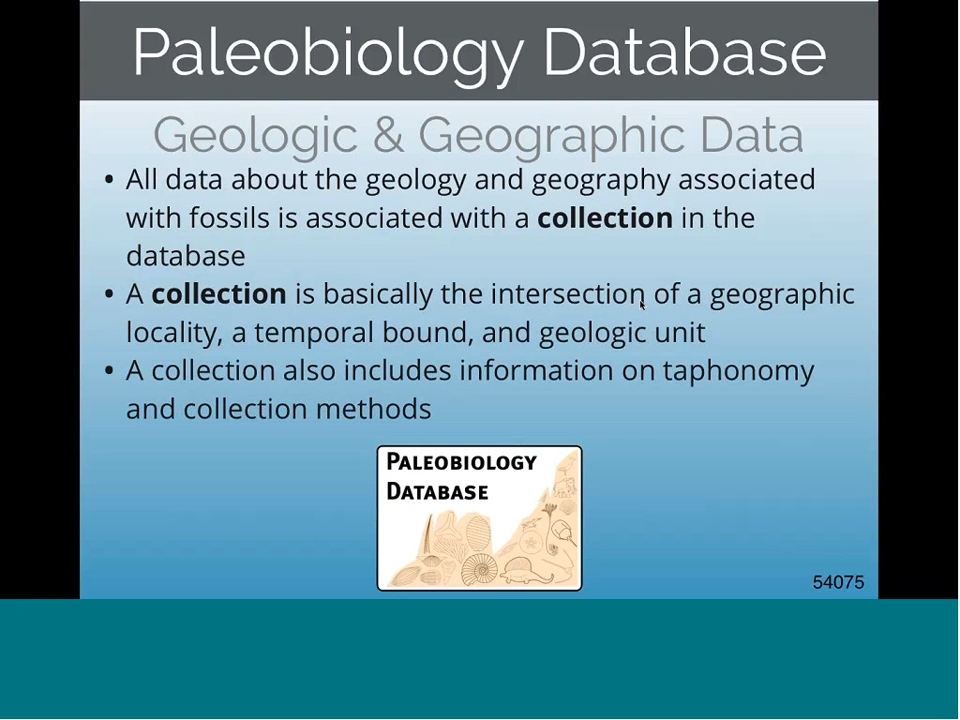 Paleobiology Database
Geologic & Geographic Data
• All data about the geology and geography associated
with fossils is associated with a collection in the
database
• A collection is basically the intersection of a geographic
locality, a temporal bound, and geologic unit
• A collection also includes information on taphonomy
and collection methods
PALEOBIOLOGY
DATABASE
54075